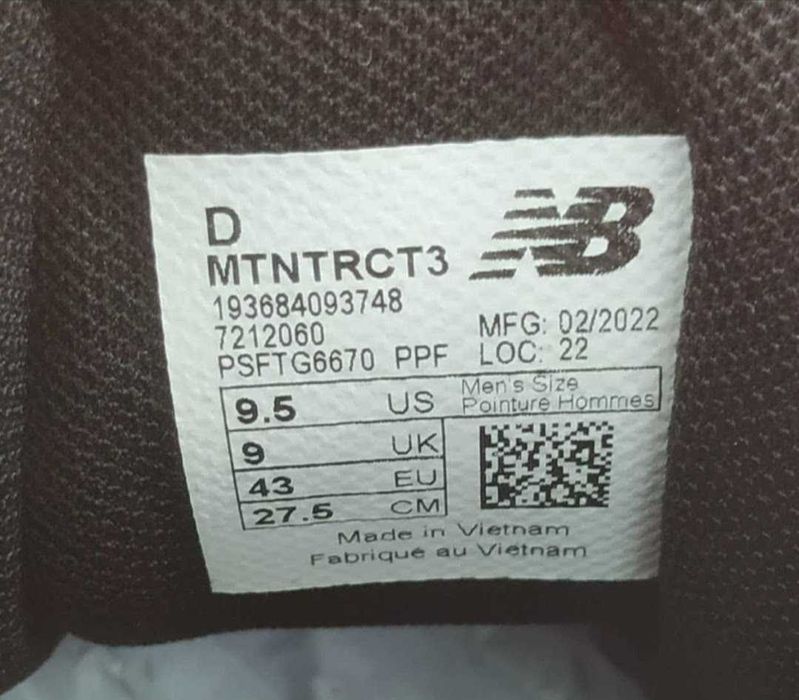 D
NB
MTNTRCT3
193684093748
7212060
MFG: 02/2022
PSFTG6670 PPF
LOC: 22
9.5 US
Men's Size
Pointure Hommes
9 UK
43 EU
27.5 CM
Made in Vietnam
Fabriqué au Vietnam